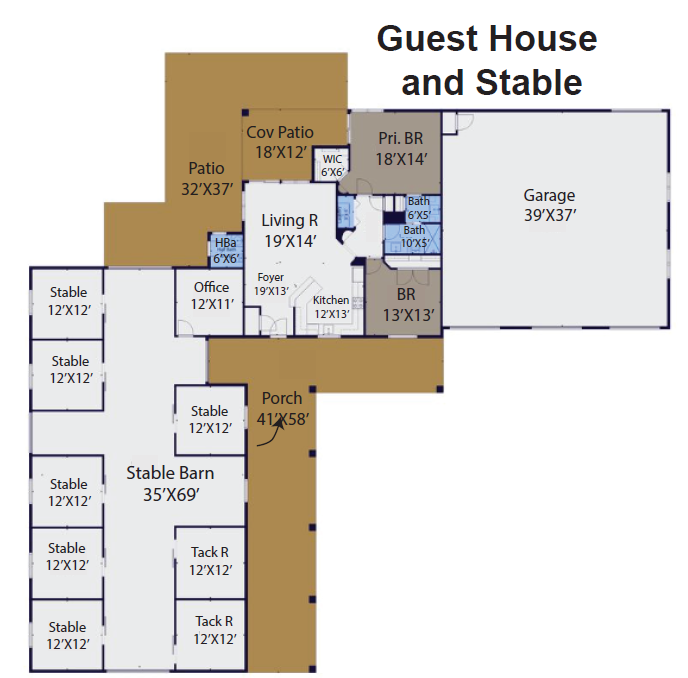 Guest House
and Stable
Cov Patio
18'X12'
Pri. BR
18'X14'
WIC
6'X6'
Patio
32'X37'
Garage
39'X37'
Bath
6'X5'
Living R
19'X14'
Bath
10'X5'
HBa
6'X6'
Foyer
19'X13'
Office
12'X11'
Kitchen
12'X13'
BR
13'X13'
Stable
12'X12'
Stable
12'X12'
Porch
41'X58'
Stable
12'X12'
Stable Barn
35'X69'
Stable
12'X12'
Stable
12'X12'
Tack R
12'X12'
Stable
12'X12'
Tack R
12'X12'